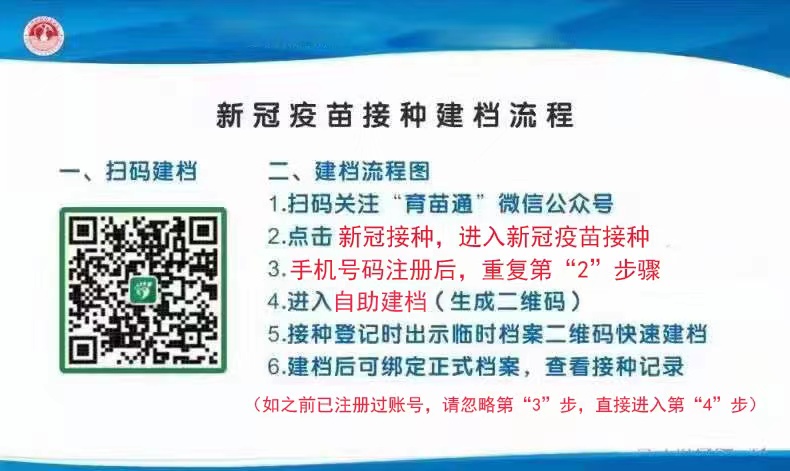 新冠疫苗接种建档流程
一、扫码建档
二、建档流程图
1.扫码关注“育苗通”微信公众号
2.点击 新冠接种，进入新冠疫苗接种
3.手机号码注册后，重复第“2”步骤
4.进入自助建档（生成二维码）
5.接种登记时出示临时档案二维码快速建档
6.建档后可绑定正式档案，查看接种记录
（如之前已注册过账号，请忽略第“3”步，直接进入第“4”步）